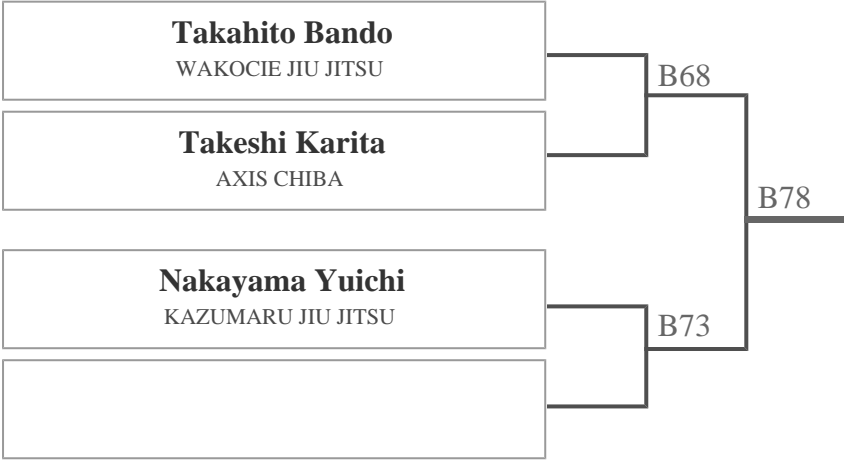 Takahito Bando
WAKOCIE JIU JITSU
B68
Takeshi Karita
AXIS CHIBA
B78
Nakayama Yuichi
KAZUMARU JIU JITSU
B73